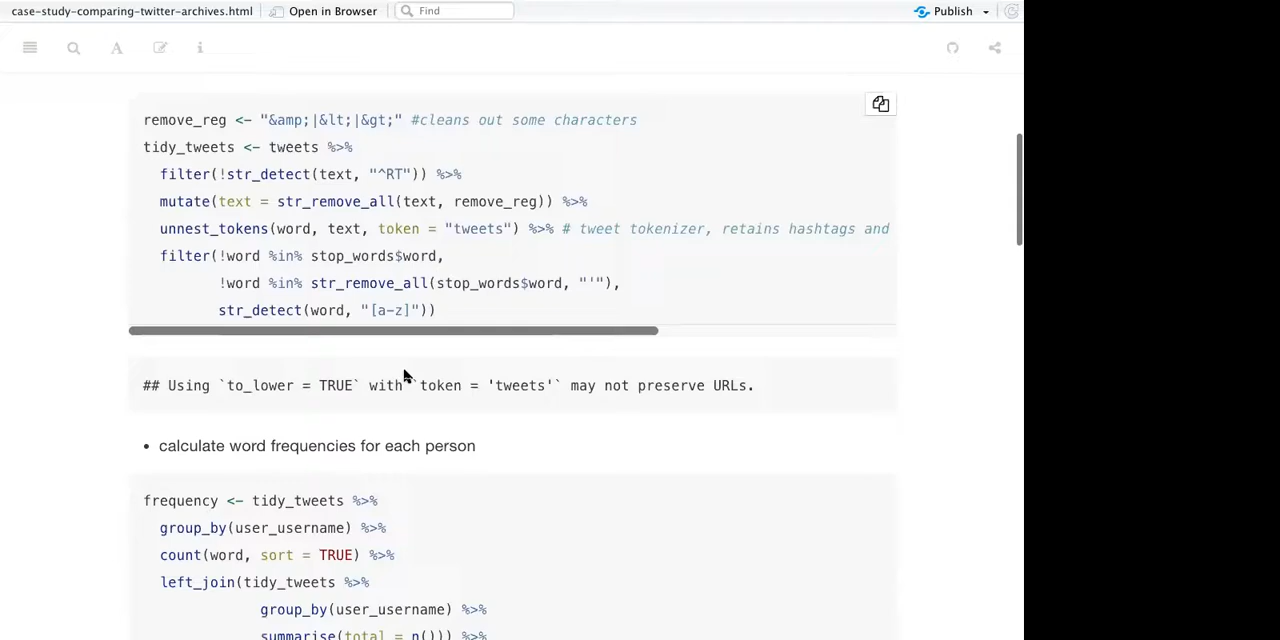 case-study-comparing-twitter-archives.html Open in Browser Find Publish
remove_reg <- "&amp;|&lt;|&gt;" #cleans out some characters
tidy_tweets <- tweets %>%
  filter(!str_detect(text, "^RT")) %>%
  mutate(text = str_remove_all(text, remove_reg)) %>%
  unnest_tokens(word, text, token = "tweets") %>% # tweet tokenizer, retains hashtags and
  filter(!word %in% stop_words$word,
         !word %in% str_remove_all(stop_words$word, "'"),
         str_detect(word, "[a-z]"))
## Using `to_lower = TRUE` with `token = 'tweets'` may not preserve URLs.
• calculate word frequencies for each person
frequency <- tidy_tweets %>%
  group_by(user_username) %>%
  count(word, sort = TRUE) %>%
  left_join(tidy_tweets %>%
              group_by(user_username) %>%
              summarise(total = n())) %>%